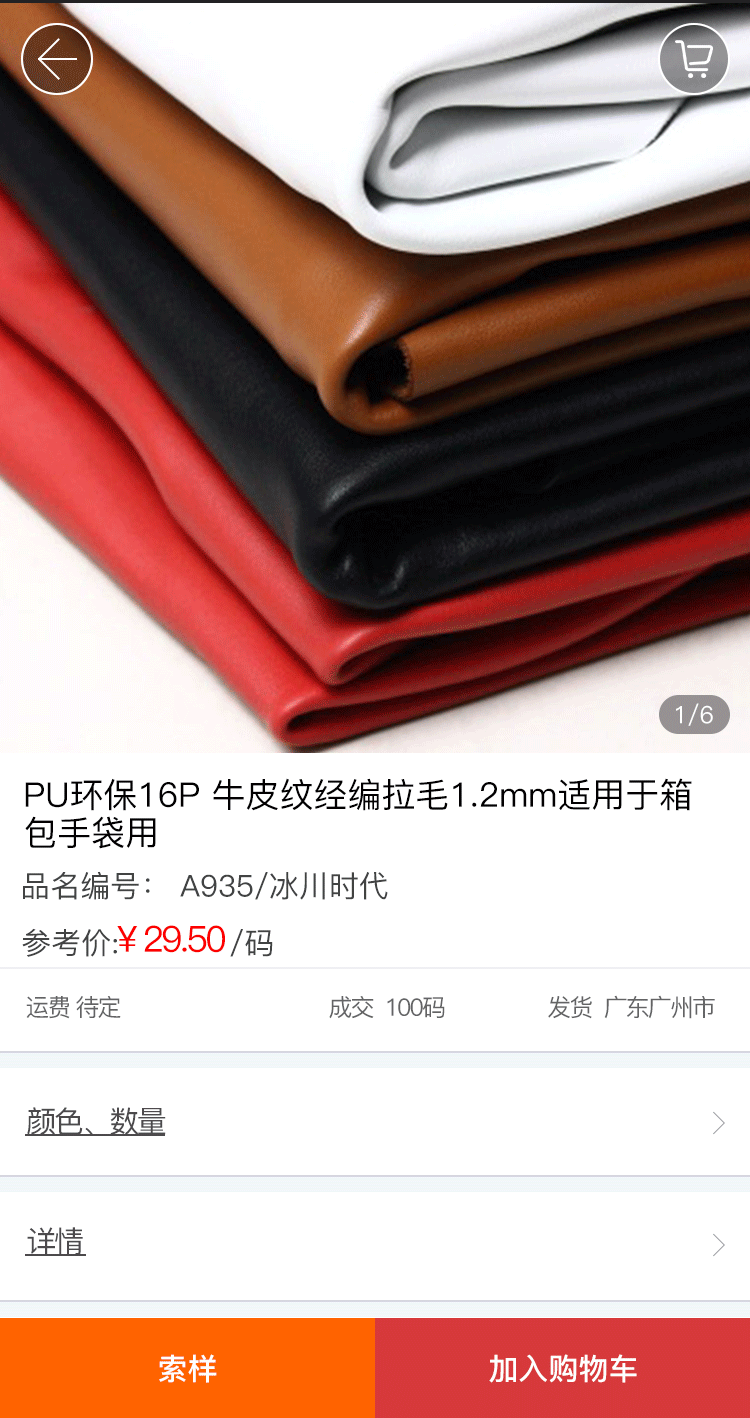 1/6
PU环保16P 牛皮纹经编拉毛1.2mm适用于箱
包手袋用
品名编号： A935/冰川时代
参考价:¥29.50/码
运费 待定 成交 100码 发货 广东广州市
颜色、数量
详情
索样 加入购物车